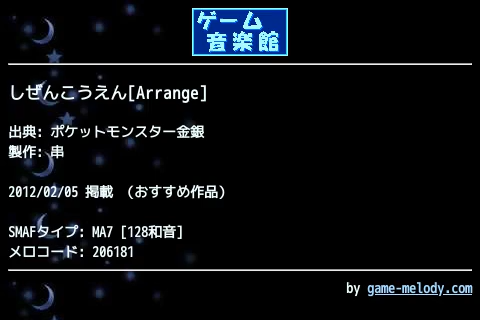 ゲーム
音楽館
しぜんこうえん[Arrange]
出典: ポケットモンスター金銀
製作: 串
2012/02/05 掲載 (おすすめ作品)
SMAFタイプ: MA7 [128和音]
メロコード: 206181
by game-melody.com